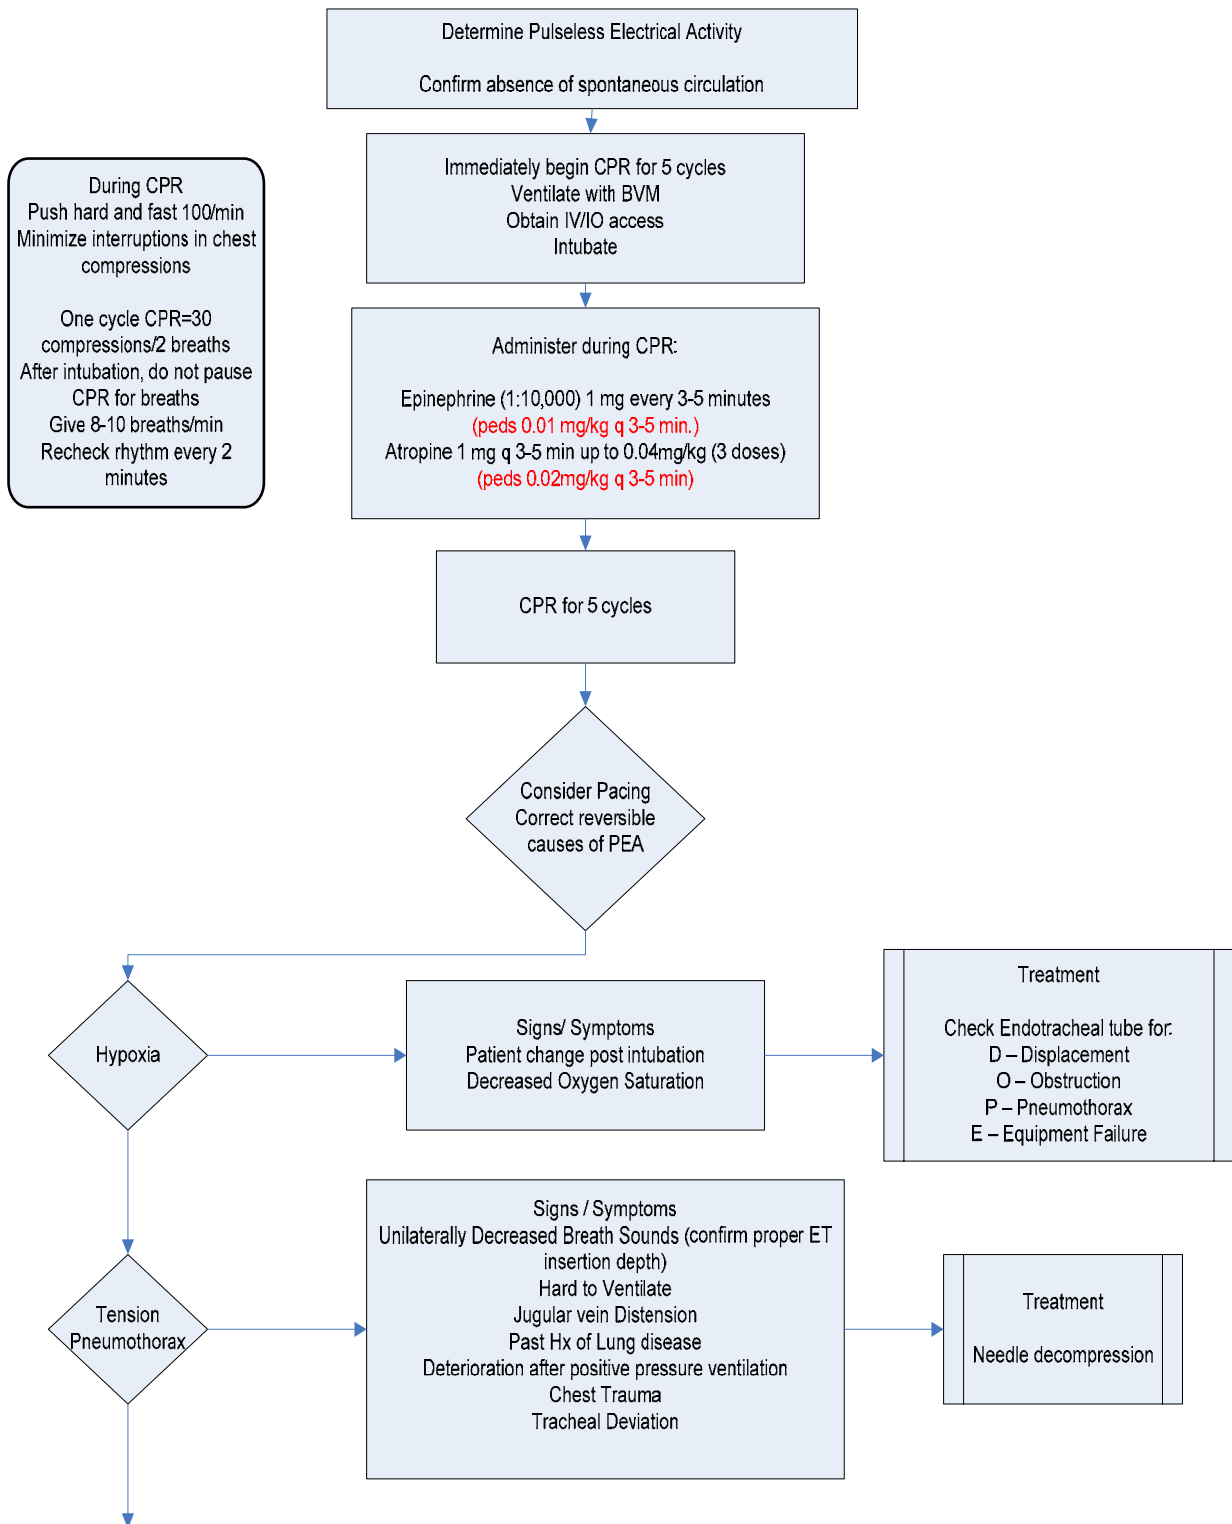 Determine Pulseless Electrical Activity
Confirm absence of spontaneous circulation
Immediately begin CPR for 5 cycles
Ventilate with BVM
Obtain IV/IO access
Intubate
During CPR
Push hard and fast 100/min
Minimize interruptions in chest
compressions
One cycle CPR=30
compressions/2 breaths
After intubation, do not pause
CPR for breaths
Give 8-10 breaths/min
Recheck rhythm every 2
minutes
Administer during CPR:
Epinephrine (1:10,000) 1 mg every 3-5 minutes
(peds 0.01 mg/kg q 3-5 min.)
Atropine 1 mg q 3-5 min up to 0.04mg/kg (3 doses)
(peds 0.02mg/kg q 3-5 min)
CPR for 5 cycles
Consider Pacing
Correct reversible
causes of PEA
Hypoxia
Signs/ Symptoms
Patient change post intubation
Decreased Oxygen Saturation
Treatment
Check Endotracheal tube for:
D – Displacement
O – Obstruction
P – Pneumothorax
E – Equipment Failure
Tension
Pneumothorax
Signs / Symptoms
Unilaterally Decreased Breath Sounds (confirm proper ET
insertion depth)
Hard to Ventilate
Jugular vein Distension
Past Hx of Lung disease
Deterioration after positive pressure ventilation
Chest Trauma
Tracheal Deviation
Treatment
Needle decompression